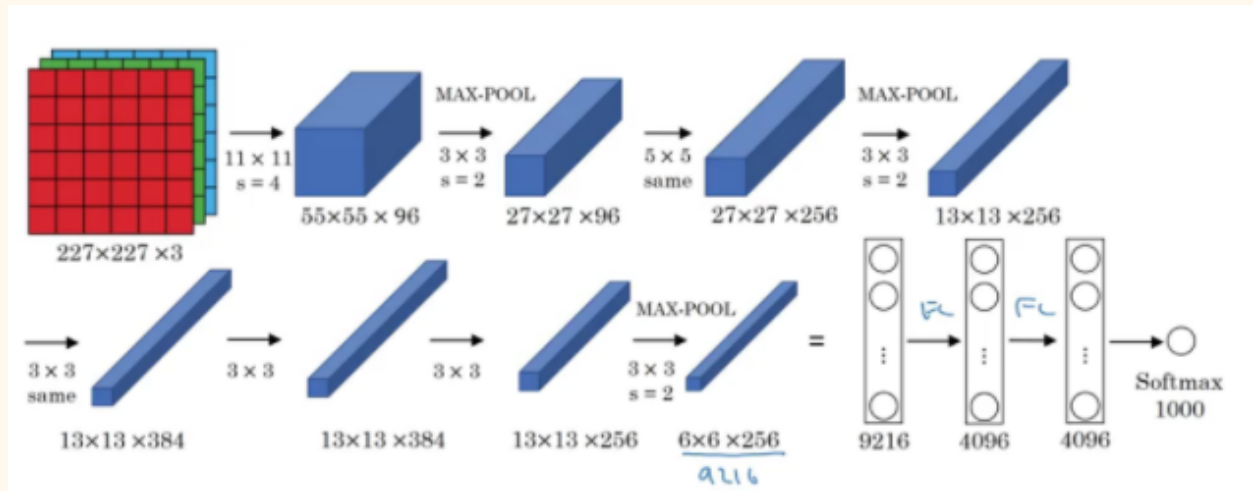 MAX-POOL
MAX-POOL
11 × 11
s = 4
3 × 3
s = 2
5 × 5
same
3 × 3
s = 2
227×227 ×3
55×55 × 96
27×27 ×96
27×27 ×256
13×13 ×256
MAX-POOL
FC
FC
3 × 3
same
3 × 3
3 × 3
3 × 3
s = 2
=
...
...
...
Softmax
1000
13×13 ×384
13×13 ×384
13×13 ×256
6×6 ×256
9216
9216
4096
4096